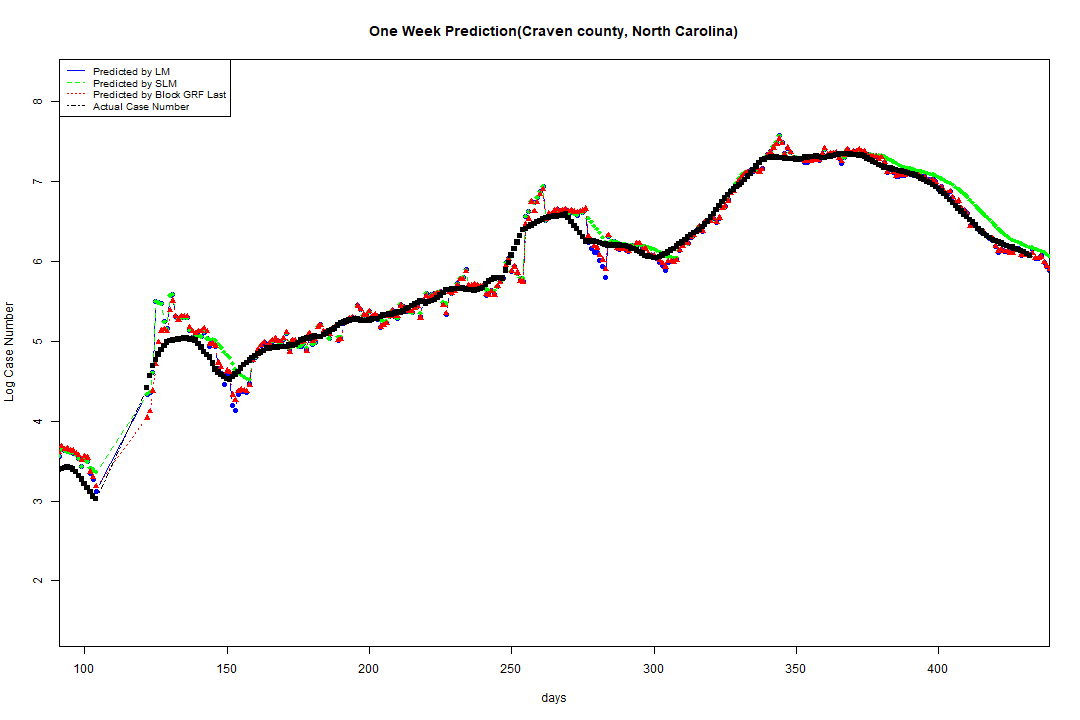 One Week Prediction(Craven county, North Carolina)
Predicted by LM
Predicted by SLM
Predicted by Block GRF Last
Actual Case Number
8
7
6
5
4
3
2
Log Case Number
100 150 200 250 300 350 400
days